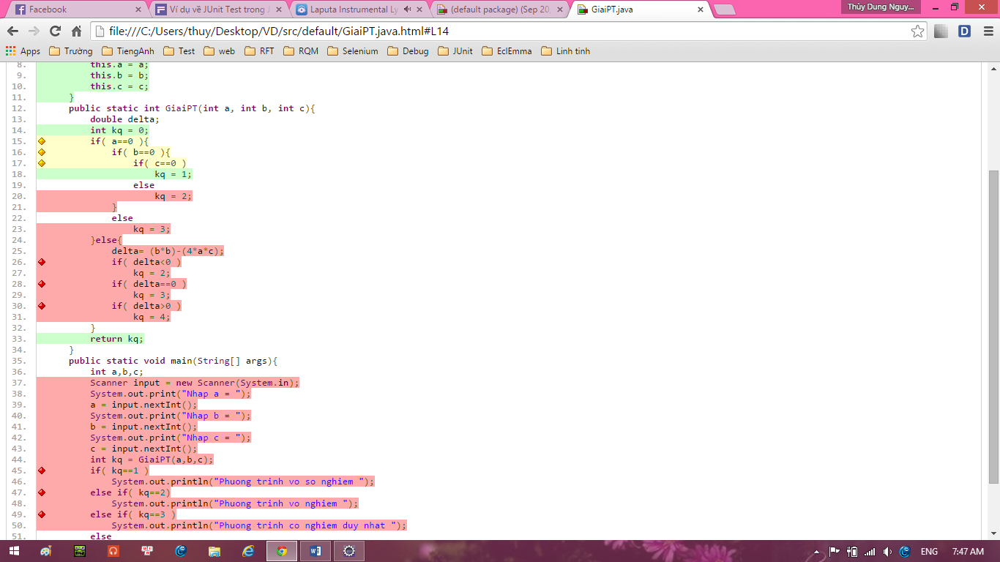 Facebook
Ví dụ về JUnit Test trong J
Laputa Instrumental Ly
(default package) (Sep 20,
GiaiPT.java
Thùy Dung Nguy...
file:///C:/Users/thuy/Desktop/VD/src/default/GiaiPT.java.html#L14
Apps Trường TiengAnh Test web RFT RQM Selenium Debug JUnit EclEmma Linh tinh
8. this.a = a;
9. this.b = b;
10. this.c = c;
11. }
12. public static int GiaiPT(int a, int b, int c){
13. double delta;
14. int kq = 0;
15. if( a==0 ){
16. if( b==0 ){
17. if( c==0 )
18. kq = 1;
19. else
20. kq = 2;
21. }
22. else
23. kq = 3;
24. }else{
25. delta= (b*b)-(4*a*c);
26. if( delta<0 )
27. kq = 2;
28. if( delta==0 )
29. kq = 3;
30. if( delta>0 )
31. kq = 4;
32. }
33. return kq;
34. }
35. public static void main(String[] args){
36. int a,b,c;
37. Scanner input = new Scanner(System.in);
38. System.out.print("Nhap a = ");
39. a = input.nextInt();
40. System.out.print("Nhap b = ");
41. b = input.nextInt();
42. System.out.print("Nhap c = ");
43. c = input.nextInt();
44. int kq = GiaiPT(a,b,c);
45. if( kq==1 )
46. System.out.println("Phuong trinh vo so nghiem ");
47. else if( kq==2)
48. System.out.println("Phuong trinh vo nghiem ");
49. else if( kq==3 )
50. System.out.println("Phuong trinh co nghiem duy nhat ");
51. else
ENG 7:47 AM